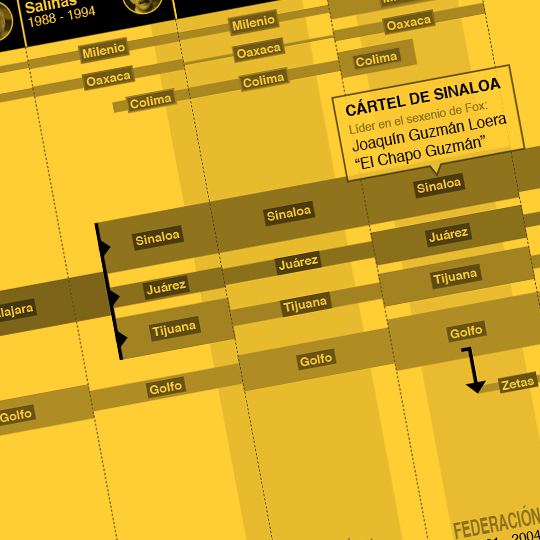 Salinas
1988 - 1994
Milenio
Milenio
Oaxaca
Oaxaca
Oaxaca
Colima
Colima
Colima
CÁRTEL DE SINALOA
Líder en el sexenio de Fox:
Joaquín Guzmán Loera
“El Chapo Guzmán”
Sinaloa
Sinaloa
Sinaloa
lajara
Juárez
Juárez
Juárez
Tijuana
Tijuana
Tijuana
Golfo
Golfo
Golfo
Golfo
Zetas
FEDERACIÓN
2004